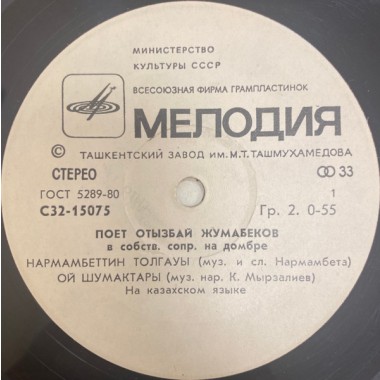 МИНИСТЕРСТВО
КУЛЬТУРЫ СССР
ВСЕСОЮЗНАЯ ФИРМА ГРАМПЛАСТИНОК
МЕЛОДИЯ
© ТАШКЕНТСКИЙ ЗАВОД ИМ. М.Т. ТАШМУХАМЕДОВА
СТЕРЕО 33
ГОСТ 5289-80 1
С32-15075 Гр. 2. 0-55
ПОЕТ ОТЫЗБАЙ ЖУМАБЕКОВ
в собств. сопр. на домбре
НАРМАМБЕТТИН ТОЛГАУЫ (муз. и сл. Нармамбетз)
ОЙ ШУМАКТАРЫ (муз. нар. К. Мырзалиев)
На казахском языке